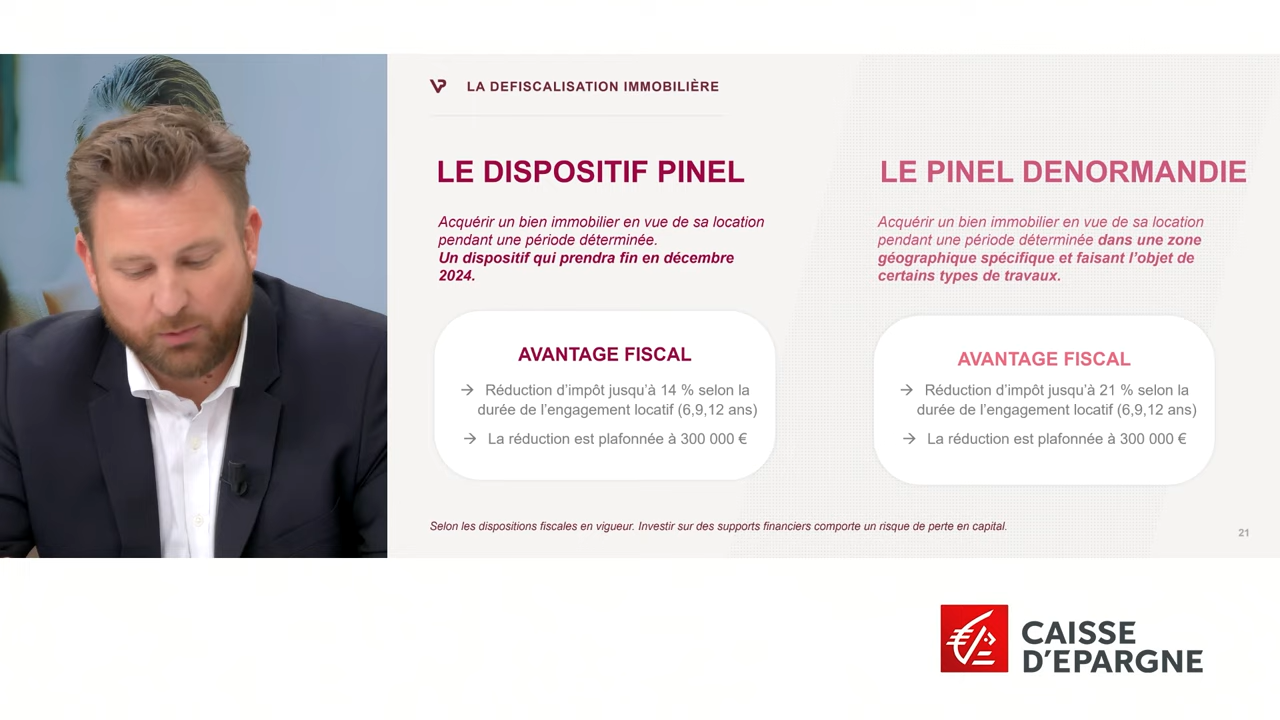 LA DEFISCALISATION IMMOBILIÈRE
LE DISPOSITIF PINEL
Acquérir un bien immobilier en vue de sa location
pendant une période déterminée.
Un dispositif qui prendra fin en décembre
2024.
AVANTAGE FISCAL
→ Réduction d’impôt jusqu’à 14 % selon la
durée de l’engagement locatif (6,9,12 ans)
→ La réduction est plafonnée à 300 000 €
LE PINEL DENORMANDIE
Acquérir un bien immobilier en vue de sa location
pendant une période déterminée dans une zone
géographique spécifique et faisant l’objet de
certains types de travaux.
AVANTAGE FISCAL
→ Réduction d’impôt jusqu’à 21 % selon la
durée de l’engagement locatif (6,9,12 ans)
→ La réduction est plafonnée à 300 000 €
Selon les dispositions fiscales en vigueur. Investir sur des supports financiers comporte un risque de perte en capital.
21
CAISSE
D’EPARGNE